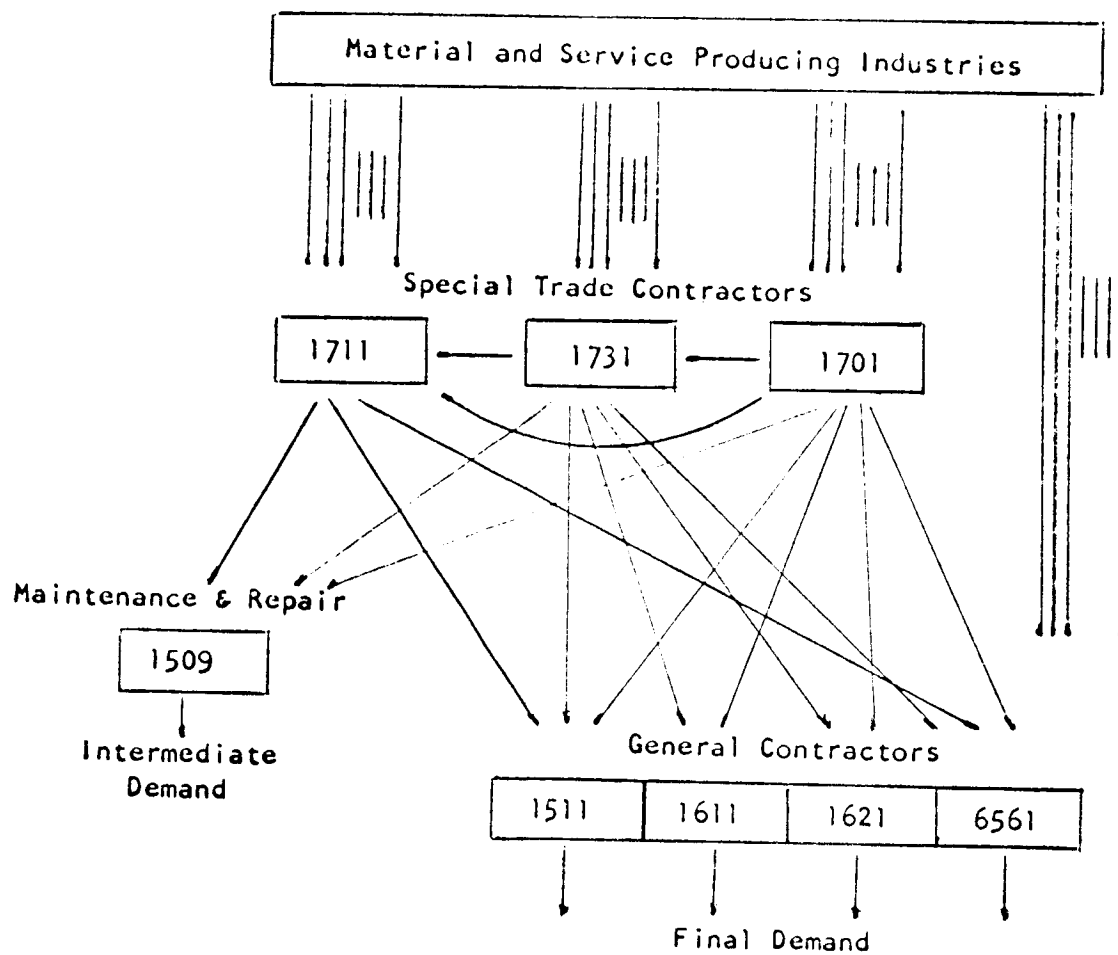 Material and Service Producing Industries
Special Trade Contractors
1711
1731
1701
Maintenance & Repair
1509
Intermediate
Demand
General Contractors
1511
1611
1621
6561
Final Demand